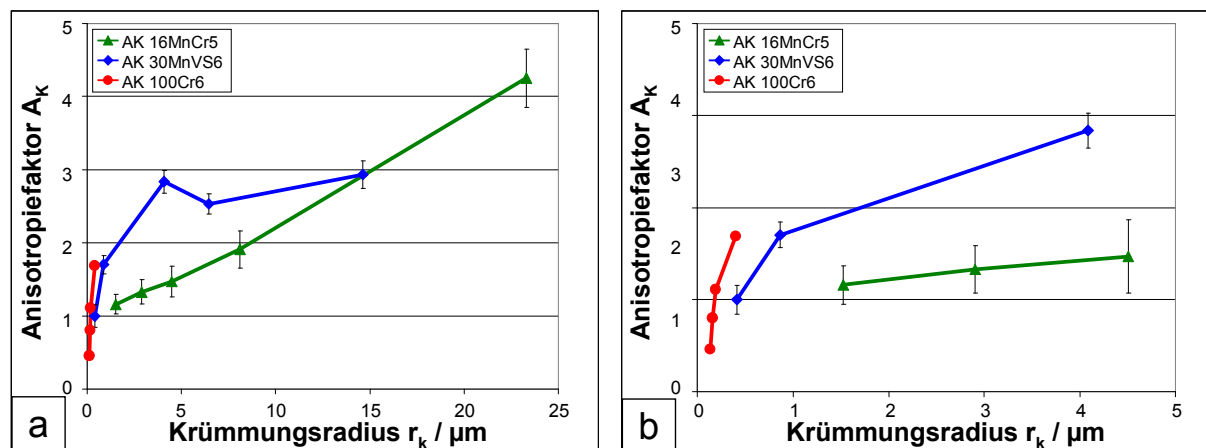 5
4
3
2
1
0
Anisotropiefaktor AK
AK 16MnCr5
AK 30MnVS6
AK 100Cr6
0 5 10 15 20 25
Krümmungsradius rk / µm
a
5
4
3
2
1
0
Anisotropiefaktor AK
AK 16MnCr5
AK 30MnVS6
AK 100Cr6
0 1 2 3 4 5
Krümmungsradius rk / µm
b